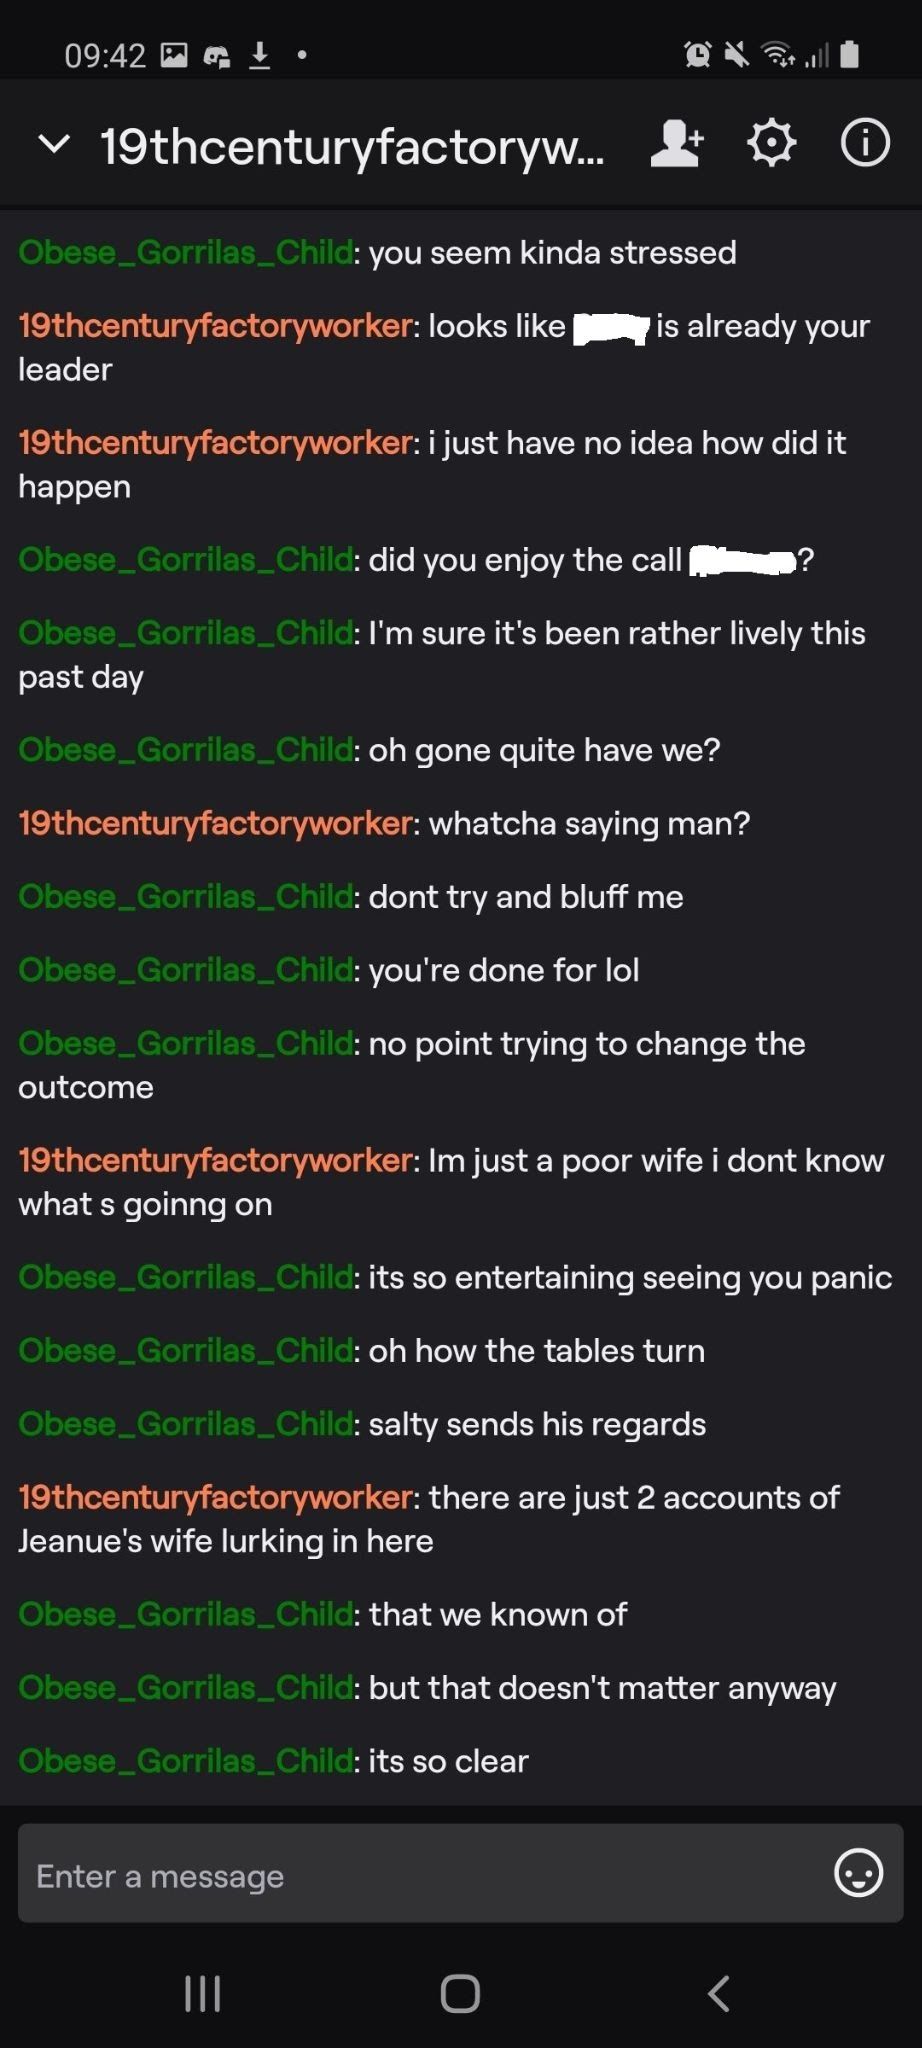 09:42
19thcenturyfactoryw...
Obese_Gorrilas_Child: you seem kinda stressed
19thcenturyfactoryworker: looks like is already your
leader
19thcenturyfactoryworker: i just have no idea how did it
happen
Obese_Gorrilas_Child: did you enjoy the call ?
Obese_Gorrilas_Child: I'm sure it's been rather lively this
past day
Obese_Gorrilas_Child: oh gone quite have we?
19thcenturyfactoryworker: whatcha saying man?
Obese_Gorrilas_Child: dont try and bluff me
Obese_Gorrilas_Child: you're done for lol
Obese_Gorrilas_Child: no point trying to change the
outcome
19thcenturyfactoryworker: Im just a poor wife i dont know
what s goinng on
Obese_Gorrilas_Child: its so entertaining seeing you panic
Obese_Gorrilas_Child: oh how the tables turn
Obese_Gorrilas_Child: salty sends his regards
19thcenturyfactoryworker: there are just 2 accounts of
Jeanue's wife lurking in here
Obese_Gorrilas_Child: that we known of
Obese_Gorrilas_Child: but that doesn't matter anyway
Obese_Gorrilas_Child: its so clear
Enter a message